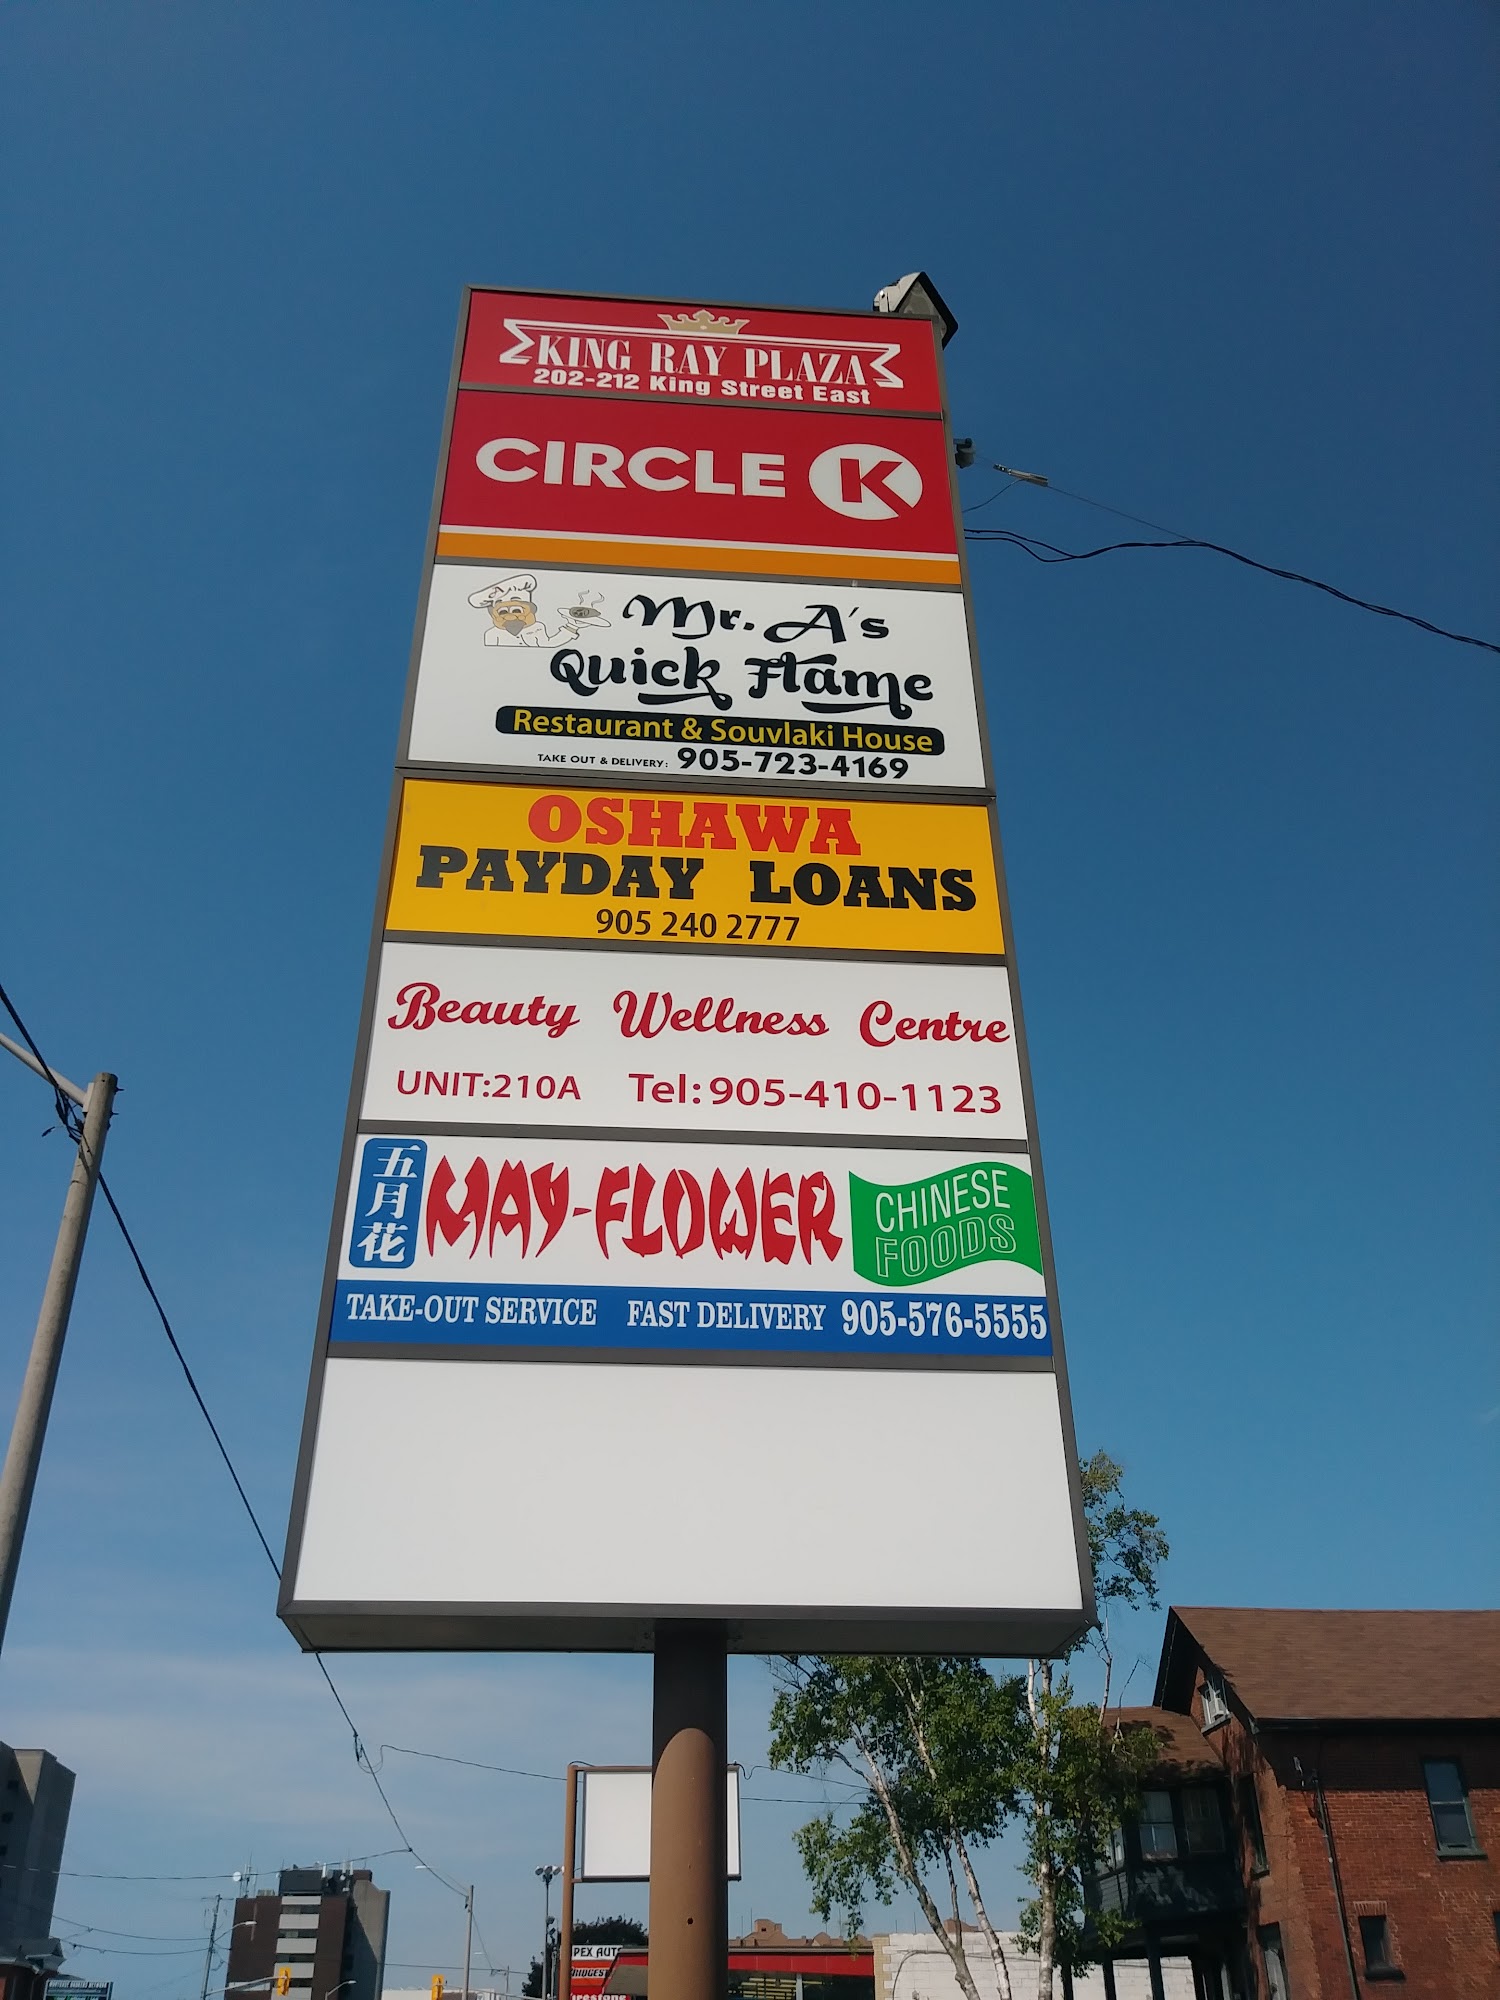 KING RAY PLAZA
202-212 King Street East
CIRCLE K
Mr. A's
Quick Flame
Restaurant & Souvlaki House
TAKE OUT & DELIVERY: 905-723-4169
OSHAWA
PAYDAY LOANS
905 240 2777
Beauty Wellness Centre
UNIT:210A Tel: 905-410-1123
五月花 MAY-FLOWER CHINESE FOODS
TAKE-OUT SERVICE FAST DELIVERY 905-576-5555